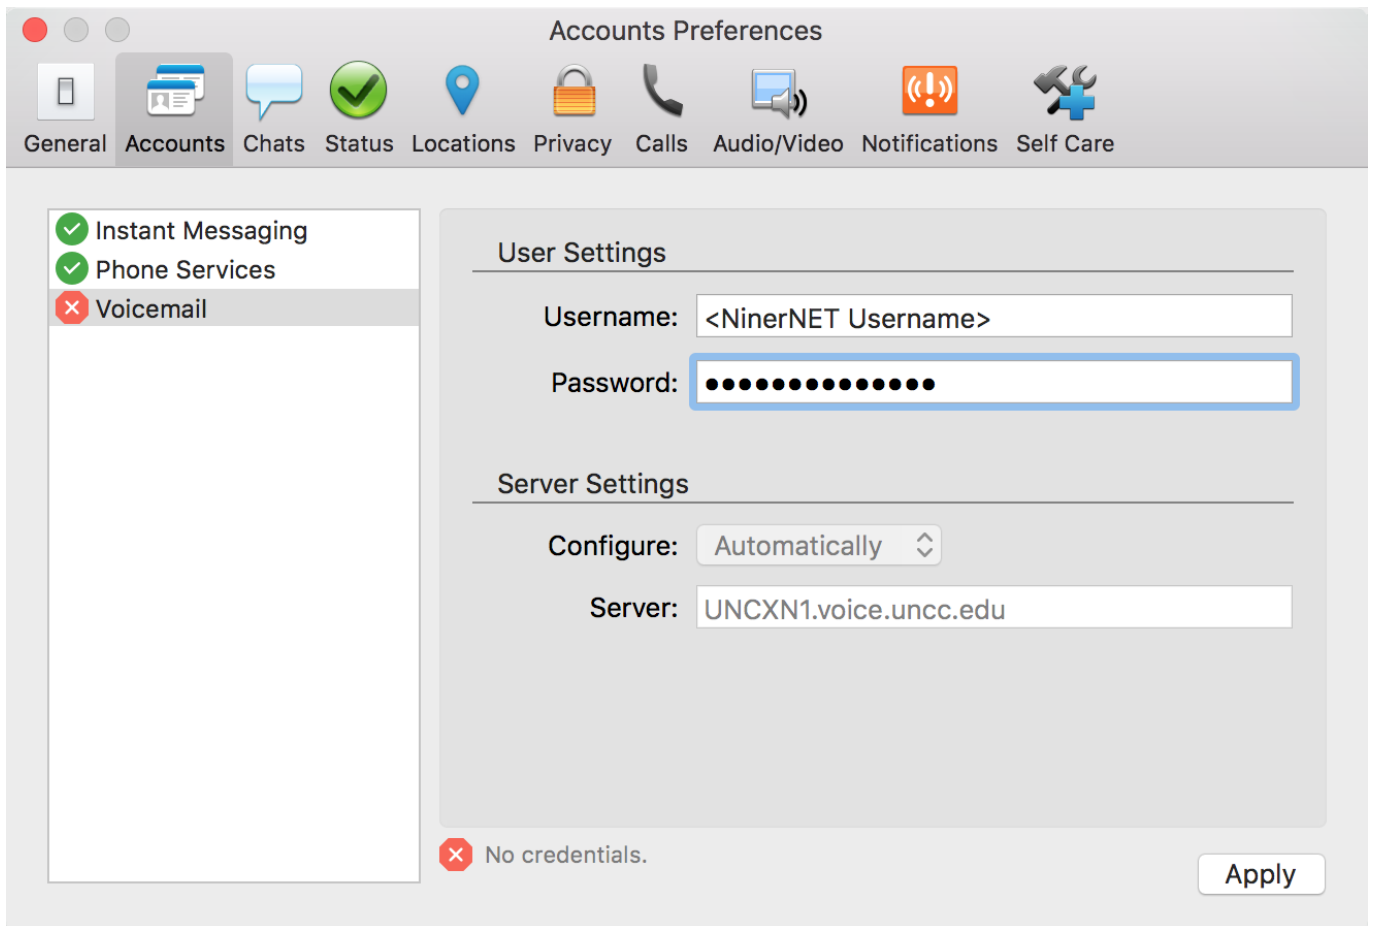 Accounts Preferences
General Accounts Chats Status Locations Privacy Calls Audio/Video Notifications Self Care
Instant Messaging
Phone Services
Voicemail
User Settings
Username: <NinerNET Username>
Password: ••••••••••••••
Server Settings
Configure: Automatically
Server: UNCXN1.voice.uncc.edu
No credentials.
Apply